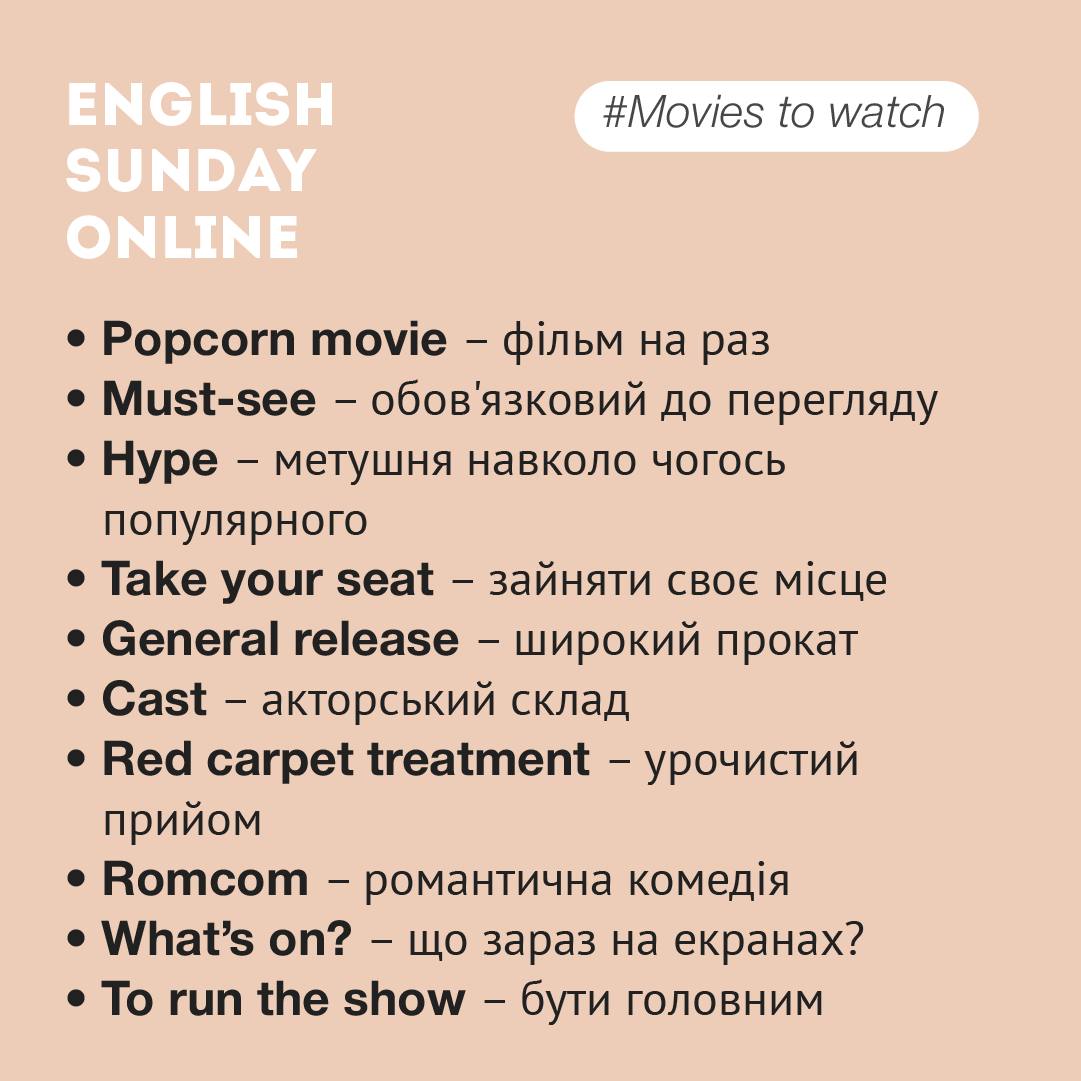 ENGLISH
SUNDAY
ONLINE
#Movies to watch
• Popcorn movie – фільм на раз
• Must-see – обов'язковий до перегляду
• Hype – метушня навколо чогось
популярного
• Take your seat – зайняти своє місце
• General release – широкий прокат
• Cast – акторський склад
• Red carpet treatment – урочистий
прийом
• Romcom – романтична комедія
• What’s on? – що зараз на екранах?
• To run the show – бути головним